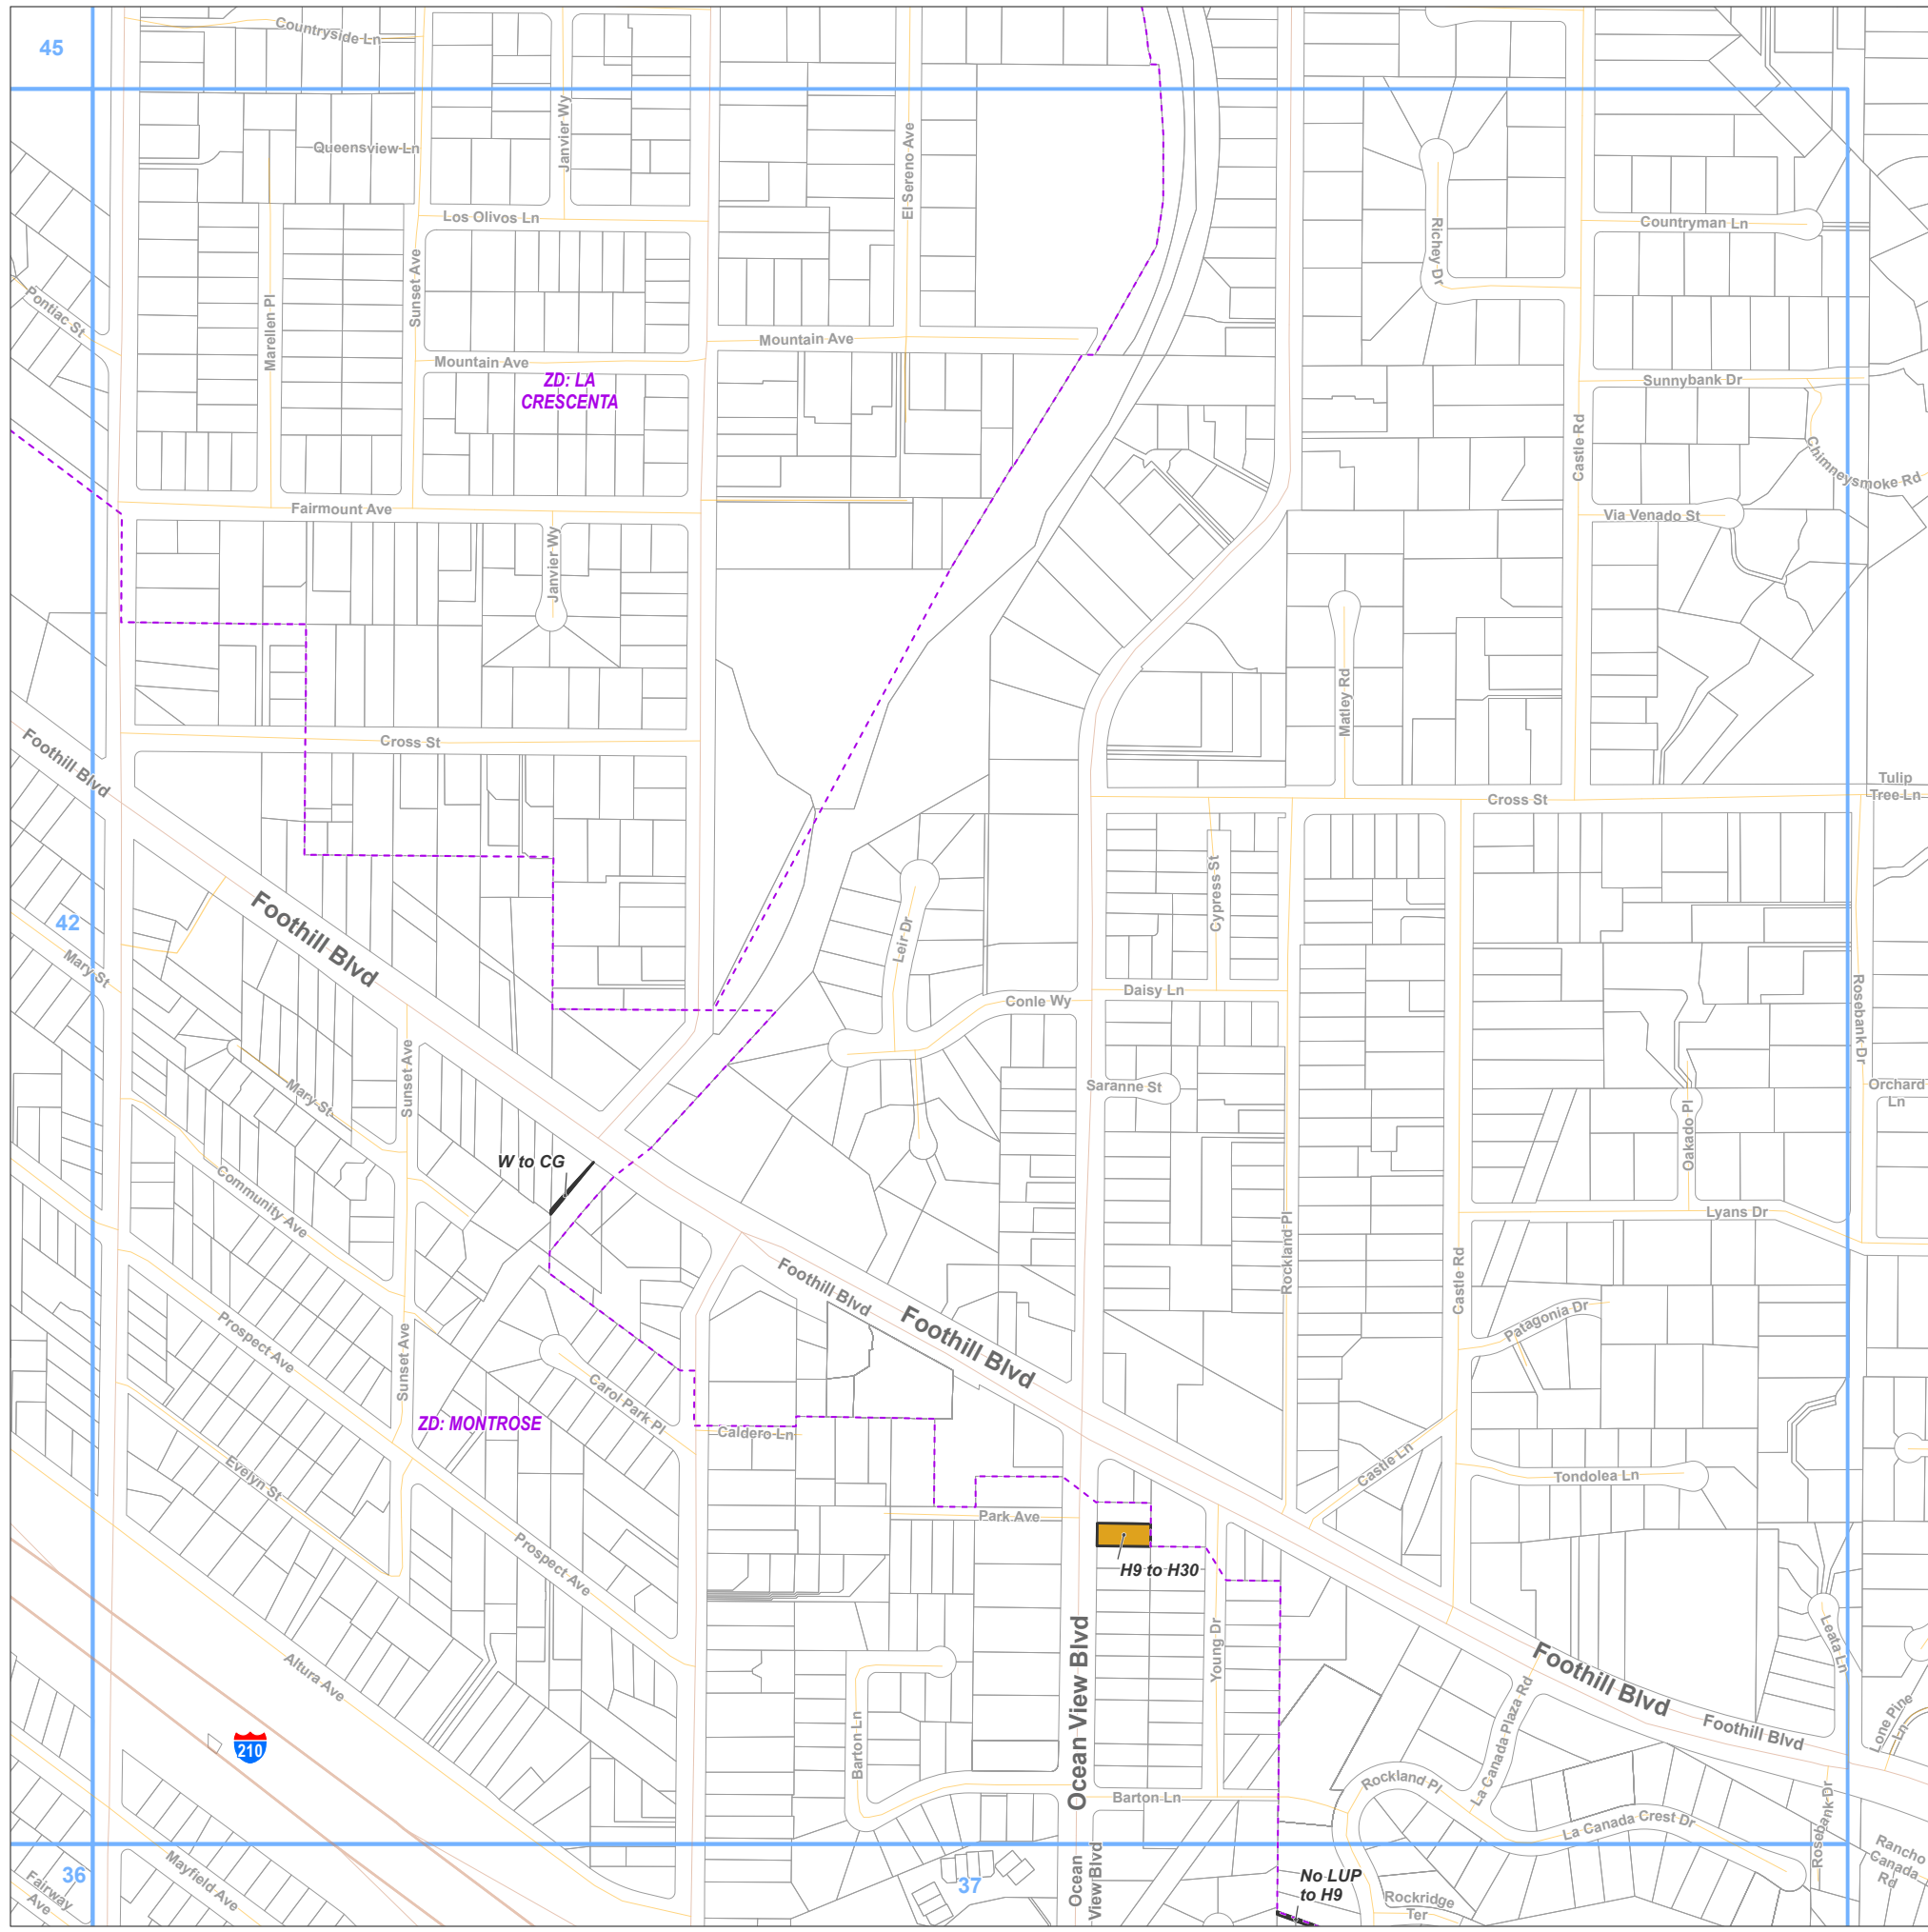 45
Countryside Ln
Queensview Ln
Janvier Wy
El Sereno Ave
Los Olivos Ln
Countryman Ln
Richey Dr
Sunset Ave
Pontiac St
Marellen Pl
Mountain Ave
Mountain Ave
ZD: LA
CRESCENTA
Sunnybank Dr
Castle Rd
Chimneysmoke Rd
Fairmount Ave
Via Venado St
Janvier Wy
Matley Rd
Cross St
Foothill Blvd
Tulip
Tree Ln
Cross St
Cypress St
42
Foothill Blvd
Leir Dr
Mary St
Daisy Ln
Conle Wy
Rosebank Dr
Sunset Ave
Saranne St
Orchard
Ln
Mary St
Oakado Pl
W to CG
Community Ave
Lyans Dr
Rockland Pl
Castle Rd
Foothill Blvd
Foothill Blvd
Patagonia Dr
Prospect Ave
Sunset Ave
Carol Park Pl
ZD: MONTROSE
Caldero Ln
Castle Ln
Tondolea Ln
Evelyn St
Park Ave
Prospect Ave
H9 to H30
Ocean View Blvd
Young Dr
Leata Ln
Foothill Blvd
Foothill Blvd
Altura Ave
La Canada Plaza Rd
Lone Pine
Ln
210
Barton Ln
Rockland Pl
Barton Ln
La Canada Crest Dr
Rosebank Dr
Rancho
Canada
Rd
36
Mayfield Ave
Fairway
Ave
37
Ocean
View Blvd
No LUP
to H9
Rockridge
Ter